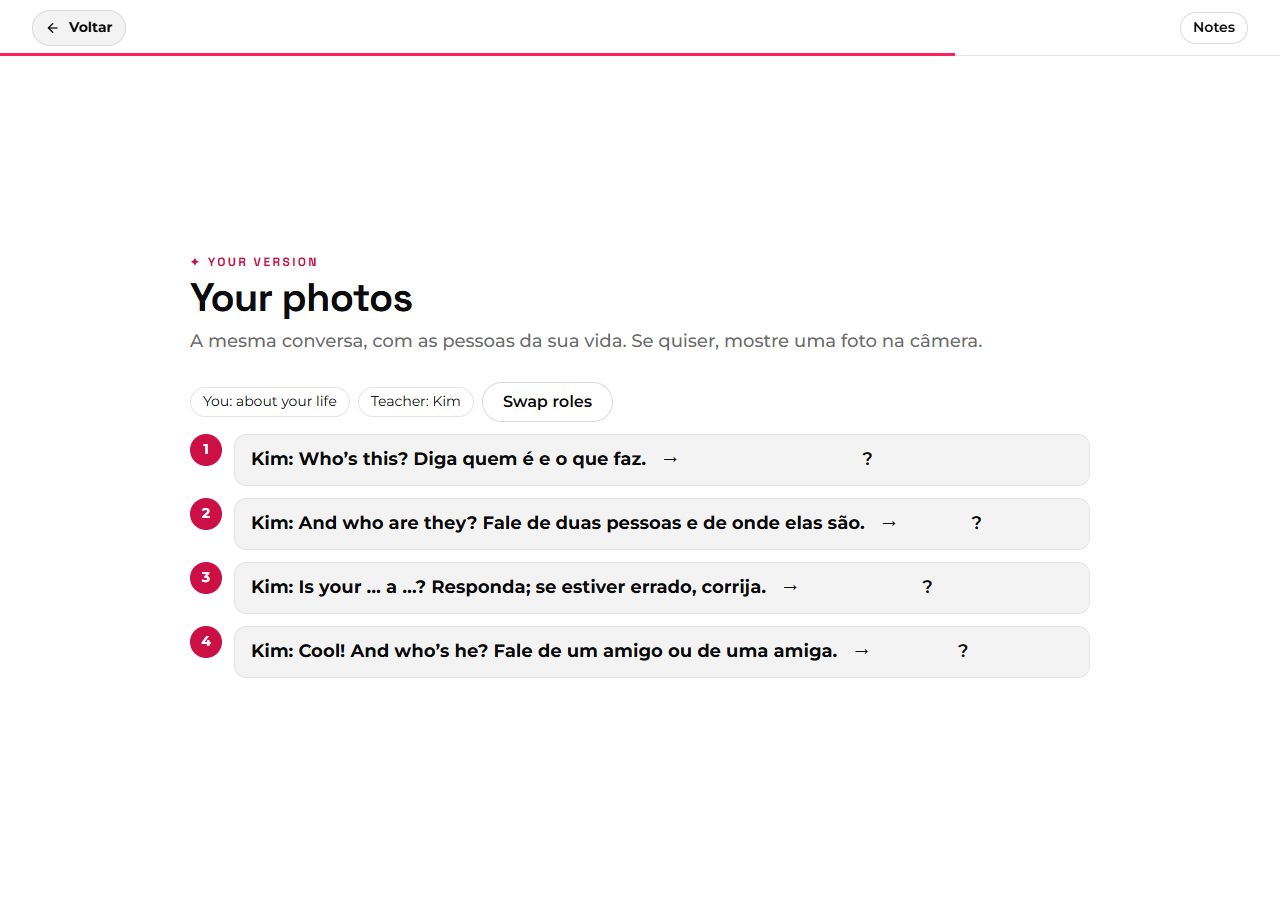 ← Voltar
Notes
✦ YOUR VERSION
Your photos
A mesma conversa, com as pessoas da sua vida. Se quiser, mostre uma foto na câmera.
You: about your life
Teacher: Kim
Swap roles
1 Kim: Who’s this? Diga quem é e o que faz. → ?
2 Kim: And who are they? Fale de duas pessoas e de onde elas são. → ?
3 Kim: Is your ... a ...? Responda; se estiver errado, corrija. → ?
4 Kim: Cool! And who’s he? Fale de um amigo ou de uma amiga. → ?